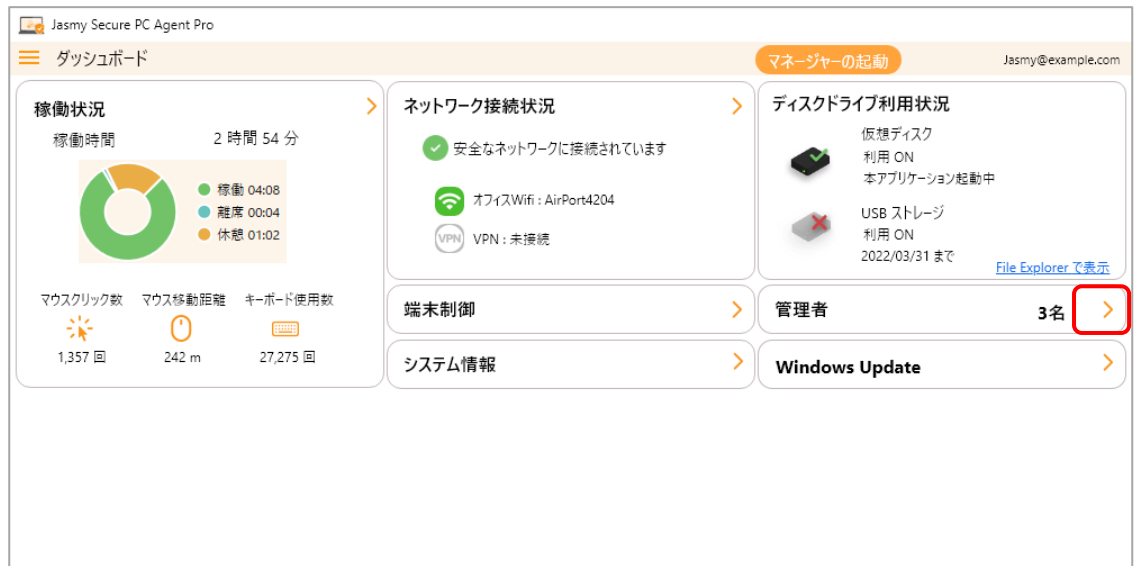 Jasmy Secure PC Agent Pro
ダッシュボード
マネージャーの起動
Jasmy@example.com
稼働状況
稼働時間 2 時間 54 分
稼働 04:08
離席 00:04
休憩 01:02
マウスクリック数 マウス移動距離 キーボード使用数
1,357 回 242 m 27,275 回
ネットワーク接続状況
安全なネットワークに接続されています
オフィスWifi : AirPort4204
VPN VPN : 未接続
ディスクドライブ利用状況
仮想ディスク
利用 ON
本アプリケーション起動中
USB ストレージ
利用 ON
2022/03/31 まで
File Explorer で表示
端末制御
管理者 3名
システム情報
Windows Update